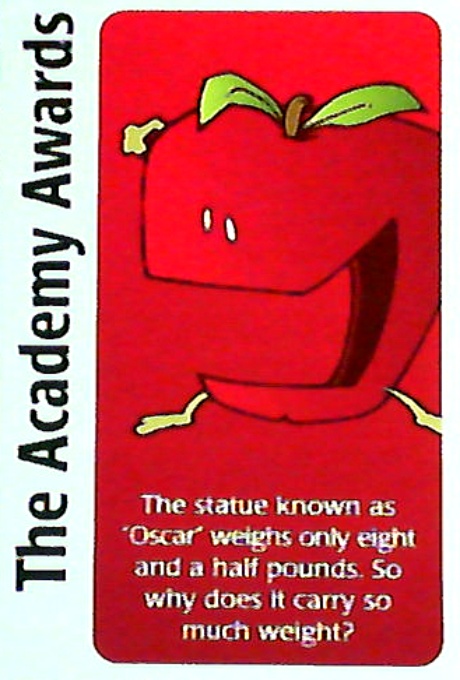 The Academy Awards
The statue known as
'Oscar' weighs only eight
and a half pounds. So
why does it carry so
much weight?